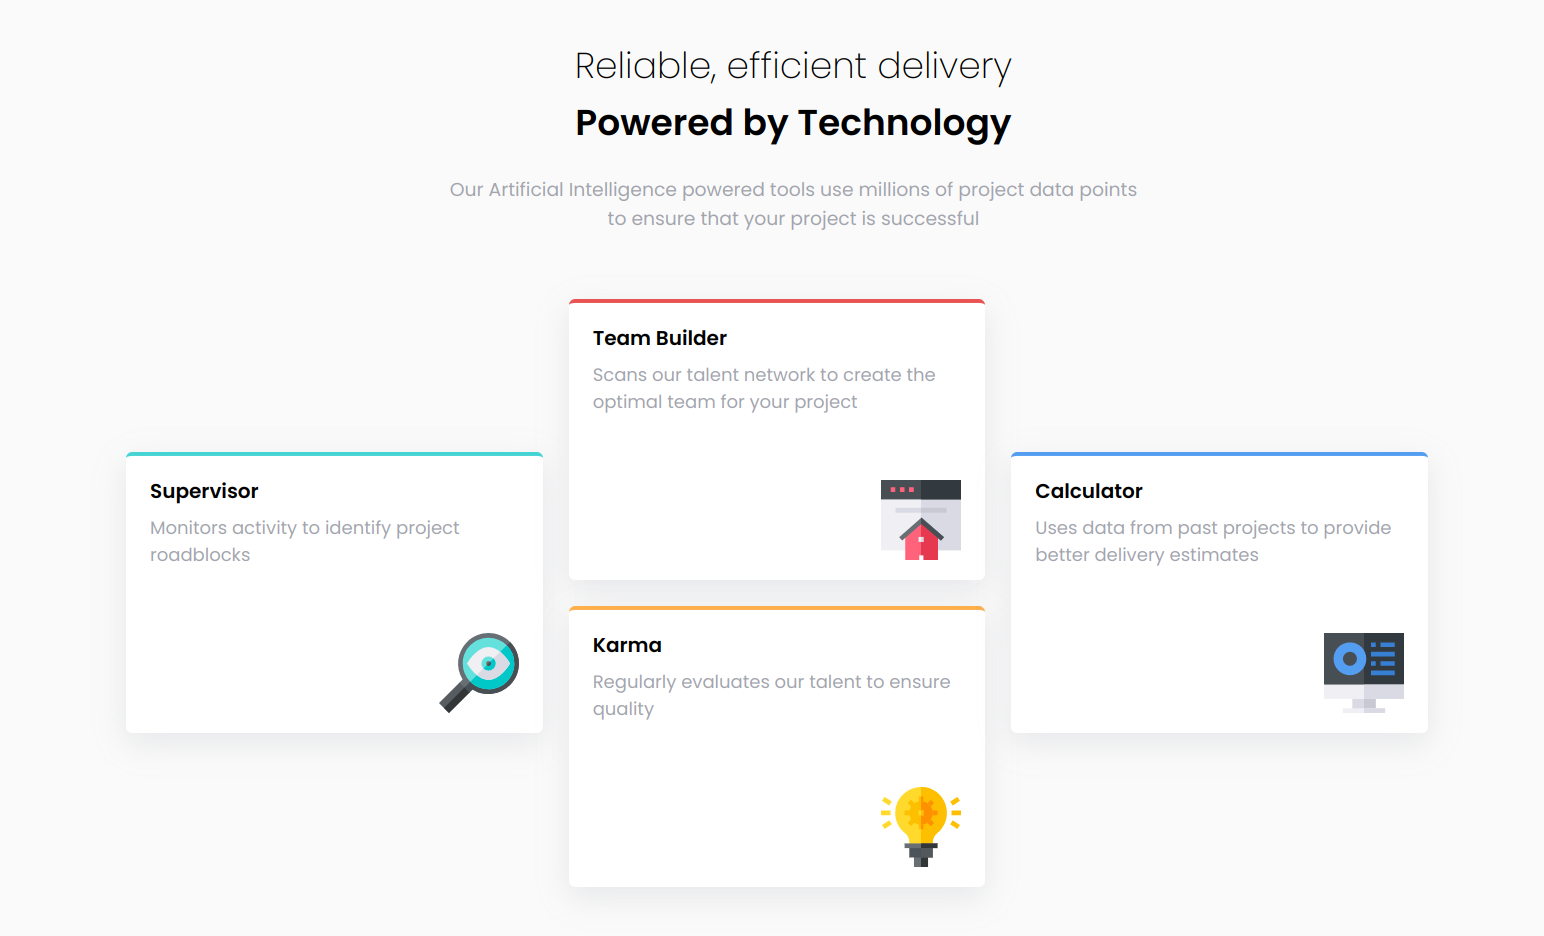 Reliable, efficient delivery
Powered by Technology
Our Artificial Intelligence powered tools use millions of project data points
to ensure that your project is successful
Team Builder
Scans our talent network to create the
optimal team for your project
Supervisor
Monitors activity to identify project
roadblocks
Calculator
Uses data from past projects to provide
better delivery estimates
Karma
Regularly evaluates our talent to ensure
quality